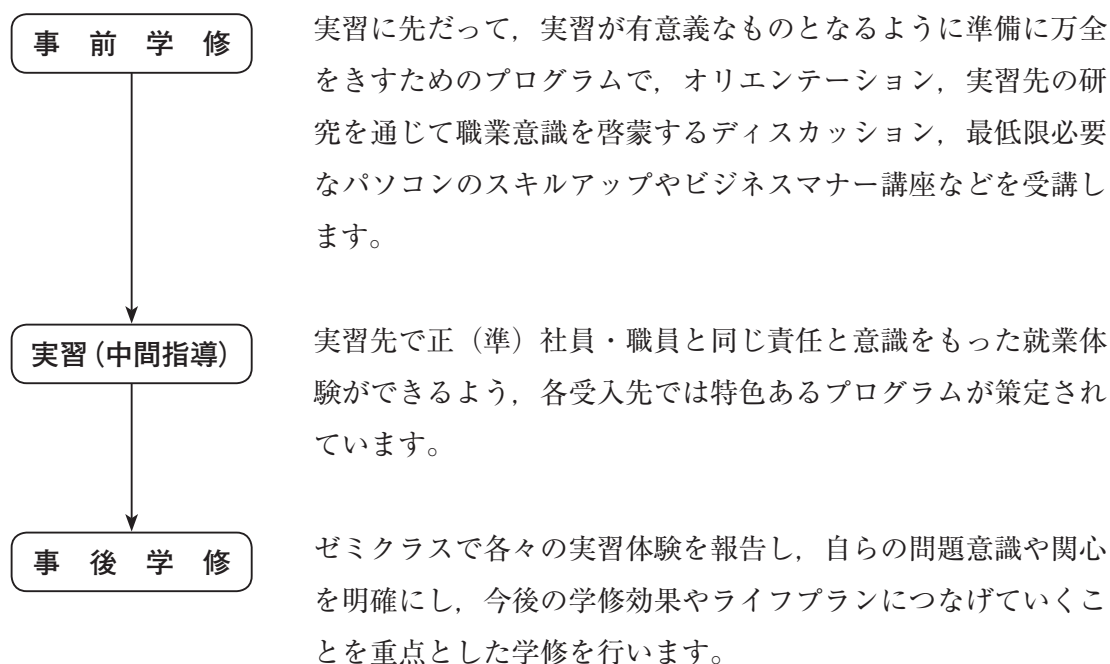 事前学修
実習に先だって，実習が有意義なものとなるように準備に万全
をきすためのプログラムで，オリエンテーション，実習先の研
究を通じて職業意識を啓蒙するディスカッション，最低限必要
なパソコンのスキルアップやビジネスマナー講座などを受講し
ます。
実習（中間指導）
実習先で正（準）社員・職員と同じ責任と意識をもった就業体
験ができるよう，各受入先では特色あるプログラムが策定され
ています。
事後学修
ゼミクラスで各々の実習体験を報告し，自らの問題意識や関心
を明確にし，今後の学修効果やライフプランにつなげていくこ
とを重点とした学修を行います。